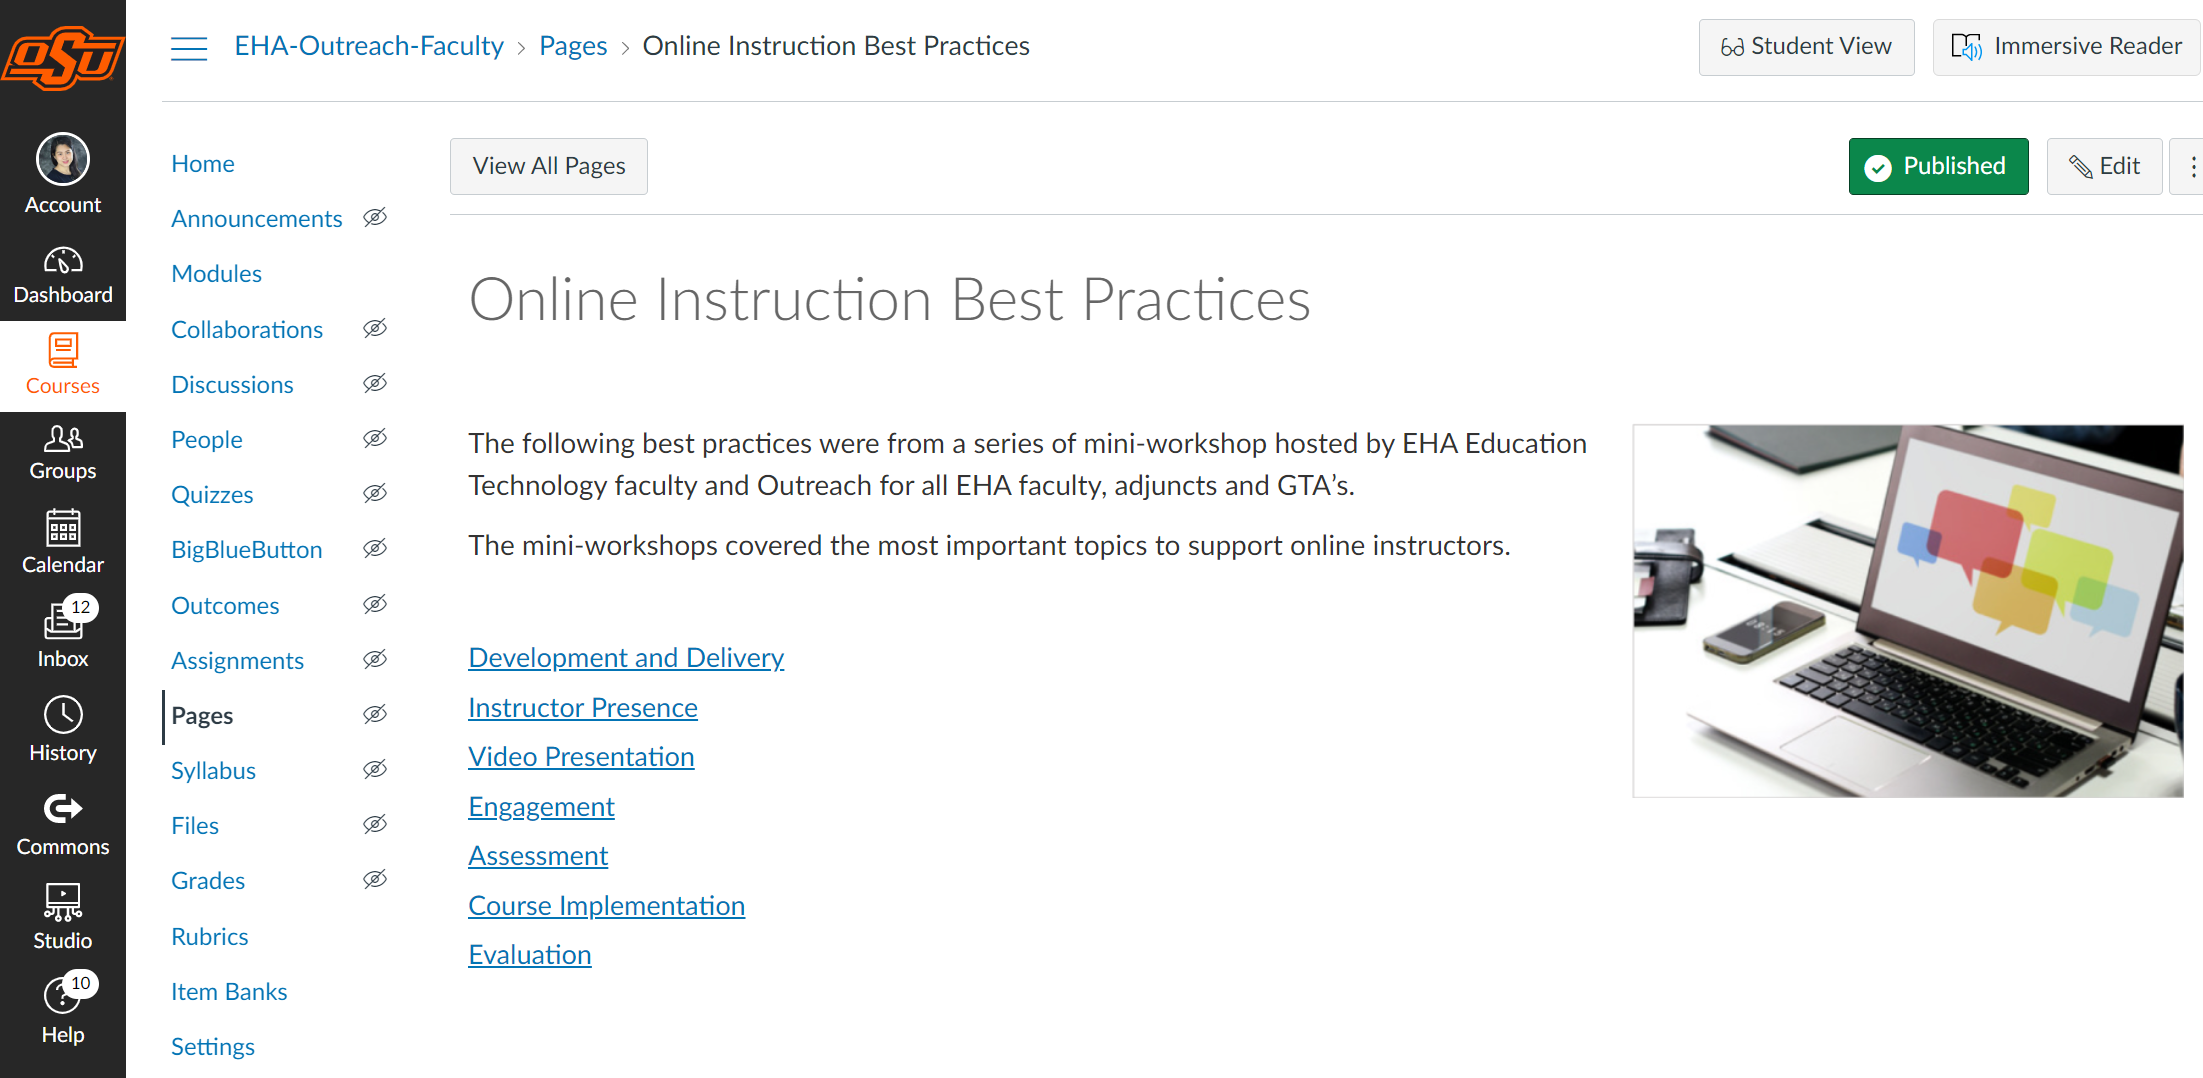 OSU
EHA-Outreach-Faculty > Pages > Online Instruction Best Practices
Student View
Immersive Reader
Account
Dashboard
Courses
Groups
Calendar
12
Inbox
History
Commons
Studio
10
Help
Home
Announcements
Modules
Collaborations
Discussions
People
Quizzes
BigBlueButton
Outcomes
Assignments
Pages
Syllabus
Files
Grades
Rubrics
Item Banks
Settings
View All Pages
Published
Edit
Online Instruction Best Practices
The following best practices were from a series of mini-workshop hosted by EHA Education
Technology faculty and Outreach for all EHA faculty, adjuncts and GTA’s.
The mini-workshops covered the most important topics to support online instructors.
Development and Delivery
Instructor Presence
Video Presentation
Engagement
Assessment
Course Implementation
Evaluation